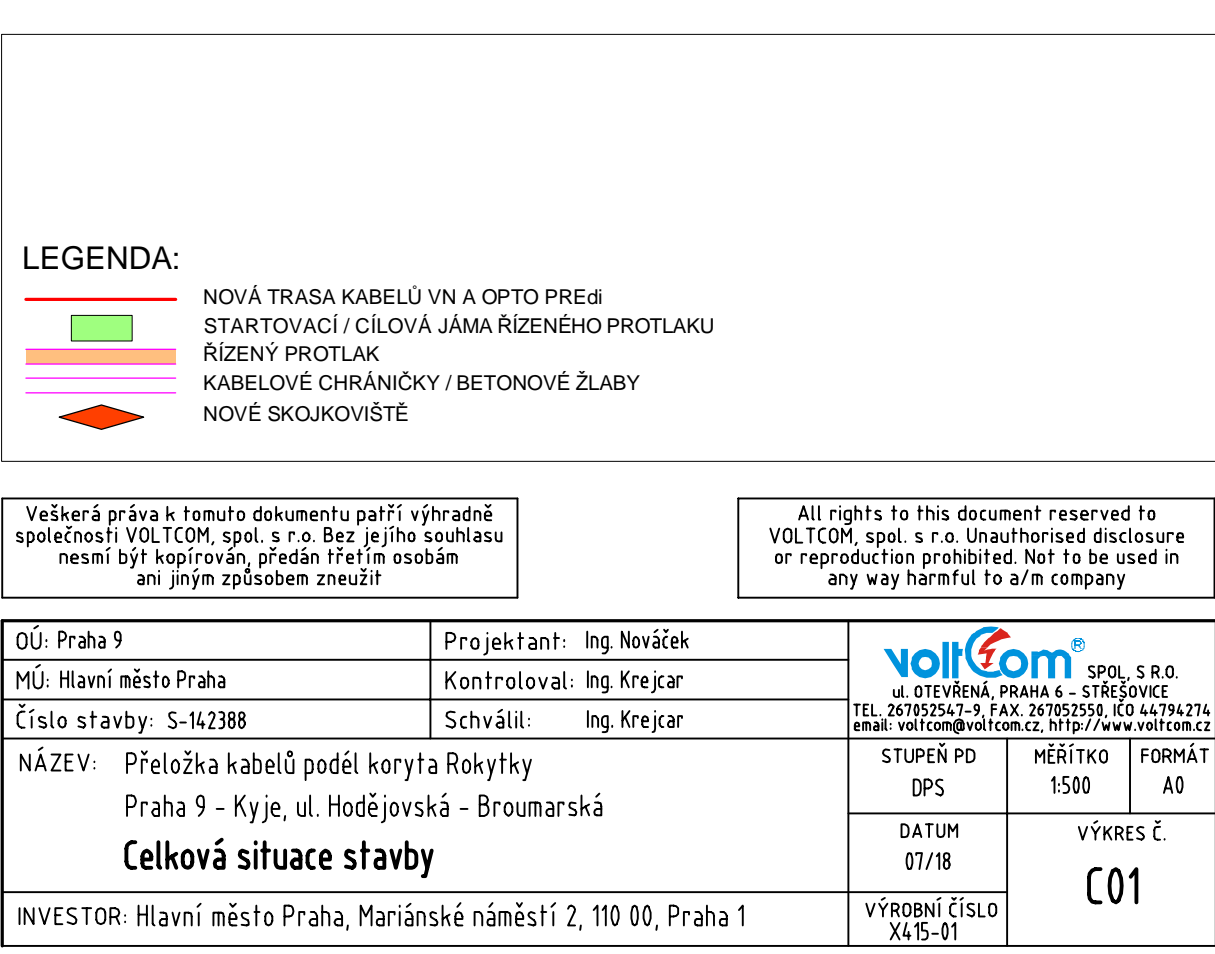 LEGENDA:
NOVÁ TRASA KABELŮ VN A OPTO PREdi
STARTOVACÍ / CÍLOVÁ JÁMA ŘÍZENÉHO PROTLAKU
ŘÍZENÝ PROTLAK
KABELOVÉ CHRÁNIČKY / BETONOVÉ ŽLABY
NOVÉ SKOJKOVIŠTĚ
Veškerá práva k tomuto dokumentu patří výhradně
společnosti VOLTCOM, spol. s r.o. Bez jejího souhlasu
nesmí být kopírován, předán třetím osobám
ani jiným způsobem zneužit
All rights to this document reserved to
VOLTCOM, spol. s r.o. Unauthorised disclosure
or reproduction prohibited. Not to be used in
any way harmful to a/m company
OÚ: Praha 9
Projektant: Ing. Nováček
MÚ: Hlavní město Praha
Kontroloval: Ing. Krejcar
Číslo stavby: S-142388
Schválil: Ing. Krejcar
voltCom® SPOL, S R.O.
ul. OTEVŘENÁ, PRAHA 6 - STŘEŠOVICE
TEL. 267052547-9, FAX. 267052550, IČO 44794274
email: voltcom@voltcom.cz, http://www.voltcom.cz
NÁZEV: Přeložka kabelů podél koryta Rokytky
Praha 9 - Kyje, ul. Hodějovská - Broumarská
Celková situace stavby
STUPEŇ PD
DPS
MĚŘÍTKO
1:500
FORMÁT
A0
DATUM
07/18
VÝKRES Č.
C01
INVESTOR: Hlavní město Praha, Mariánské náměstí 2, 110 00, Praha 1
VÝROBNÍ ČÍSLO
X415-01